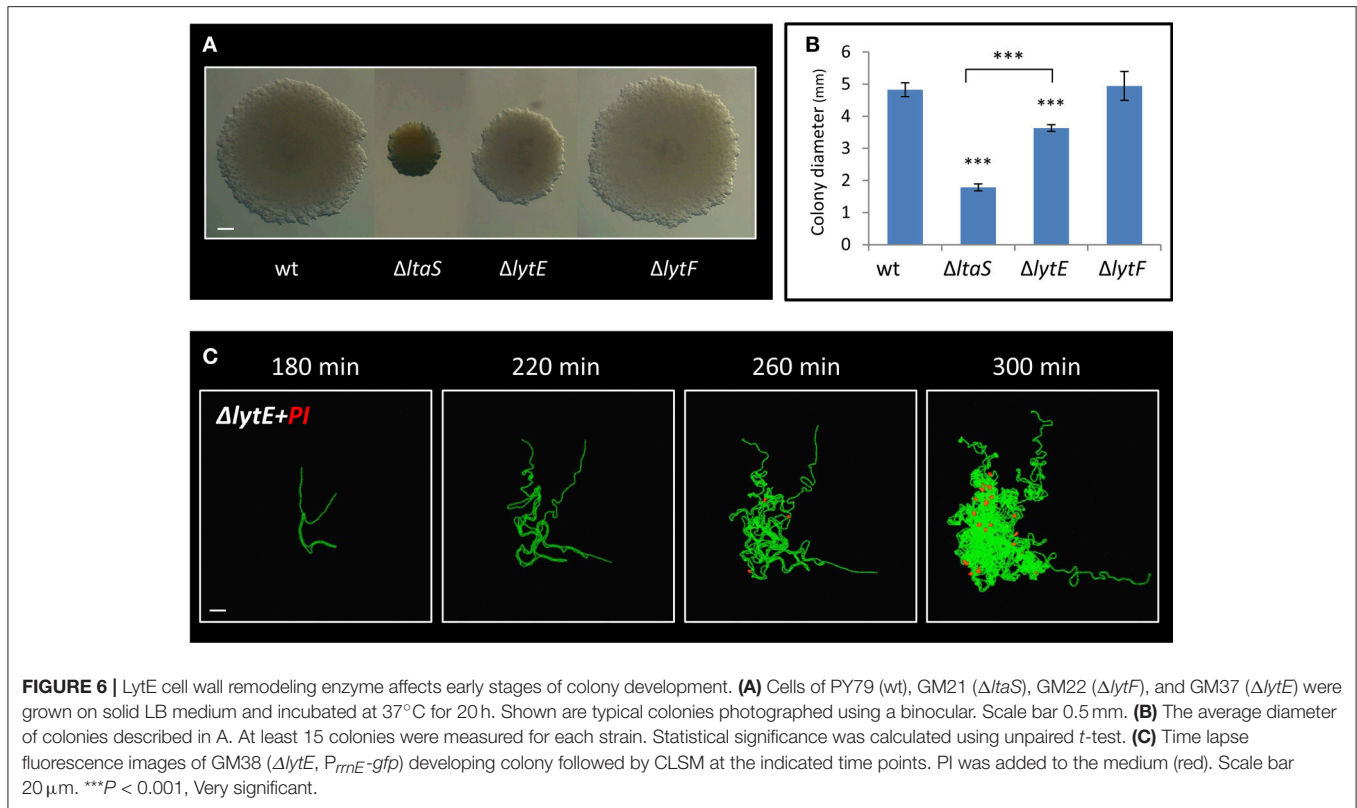 A
wt ΔltaS ΔlytE ΔlytF
B
Colony diameter (mm)
6
5
4
3
2
1
0
***
***
***
wt ΔltaS ΔlytE ΔlytF
C
180 min 220 min 260 min 300 min
ΔlytE+PI
FIGURE 6 | LytE cell wall remodeling enzyme affects early stages of colony development. (A) Cells of PY79 (wt), GM21 (ΔltaS), GM22 (ΔlytF), and GM37 (ΔlytE) were
grown on solid LB medium and incubated at 37°C for 20 h. Shown are typical colonies photographed using a binocular. Scale bar 0.5 mm. (B) The average diameter
of colonies described in A. At least 15 colonies were measured for each strain. Statistical significance was calculated using unpaired t-test. (C) Time lapse
fluorescence images of GM38 (ΔlytE, PrrnE-gfp) developing colony followed by CLSM at the indicated time points. PI was added to the medium (red). Scale bar
20 μm. ***P < 0.001, Very significant.